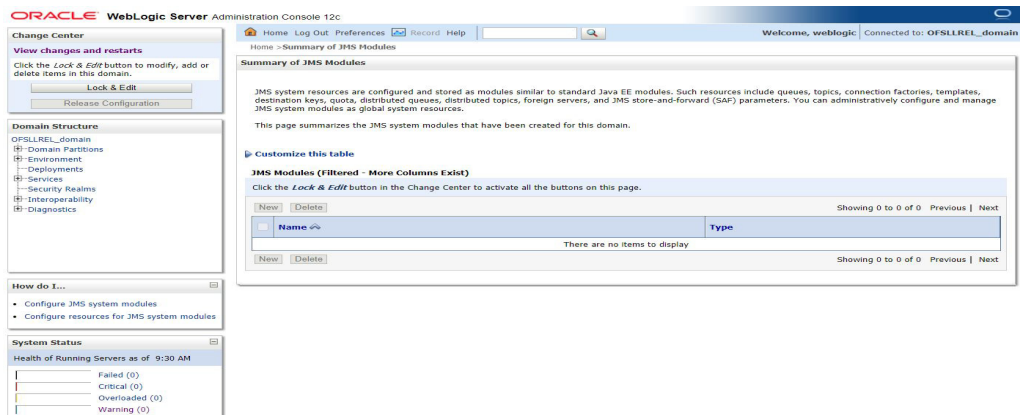 ORACLE WebLogic Server Administration Console 12c
Change Center
View changes and restarts
Click the Lock & Edit button to modify, add or
delete items in this domain.
Lock & Edit
Release Configuration
Domain Structure
OFSLLREL_domain
Domain Partitions
Environment
Deployments
Services
Security Realms
Interoperability
Diagnostics
How do I...
Configure JMS system modules
Configure resources for JMS system modules
System Status
Health of Running Servers as of 9:30 AM
Failed (0)
Critical (0)
Overloaded (0)
Warning (0)
Home Log Out Preferences Record Help
Welcome, weblogic Connected to: OFSLLREL_domain
Home >Summary of JMS Modules
Summary of JMS Modules
JMS system resources are configured and stored as modules similar to standard Java EE modules. Such resources include queues, topics, connection factories, templates,
destination keys, quota, distributed queues, distributed topics, foreign servers, and JMS store-and-forward (SAF) parameters. You can administratively configure and manage
JMS system modules as global system resources.
This page summarizes the JMS system modules that have been created for this domain.
Customize this table
JMS Modules (Filtered - More Columns Exist)
Click the Lock & Edit button in the Change Center to activate all the buttons on this page.
New Delete Showing 0 to 0 of 0 Previous | Next
Name Type
There are no items to display
New Delete Showing 0 to 0 of 0 Previous | Next